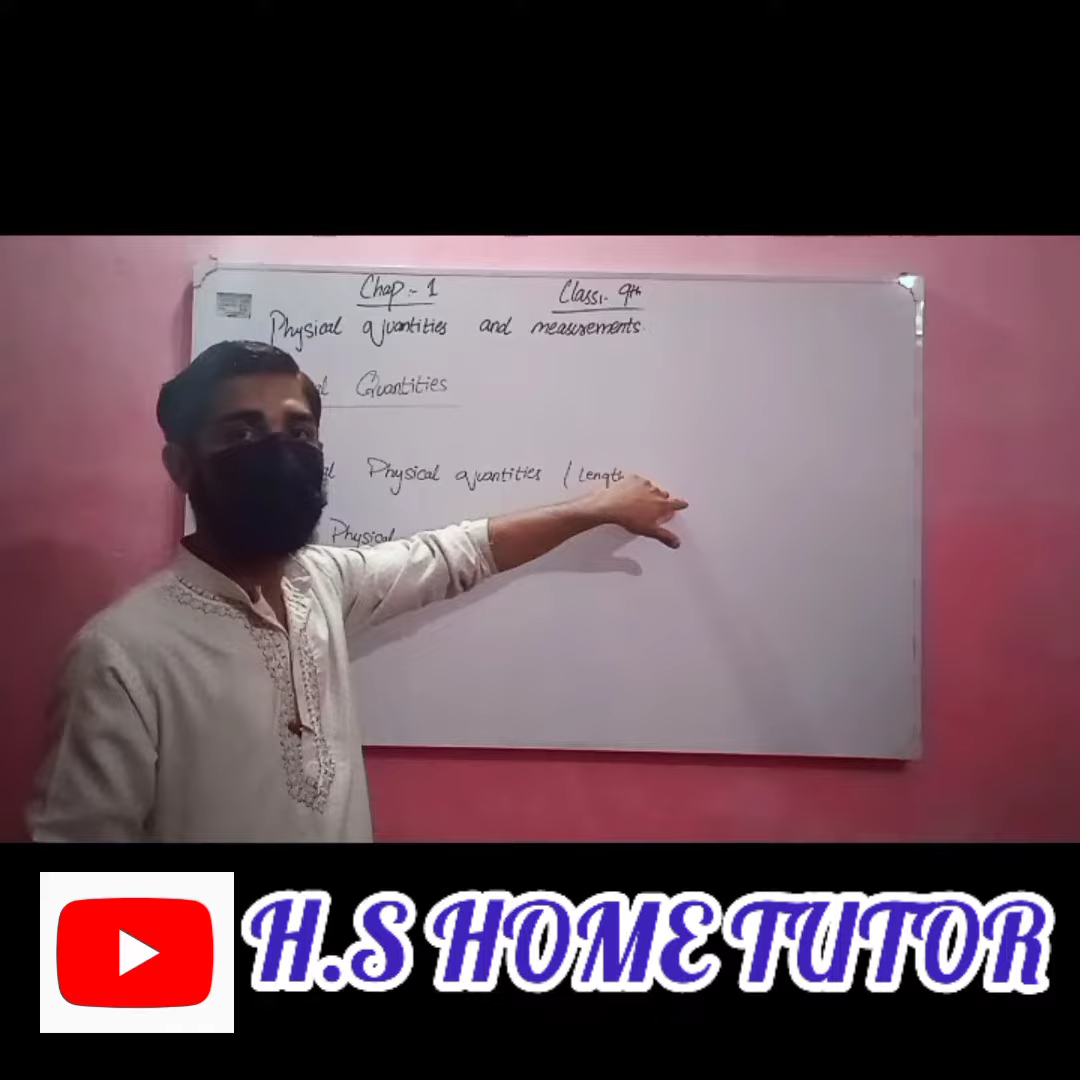 Chap :- 1 Class:- 9th
Physical quantities and measurements.
Quantities
Physical quantities (Length
Physical
H.S HOME TUTOR